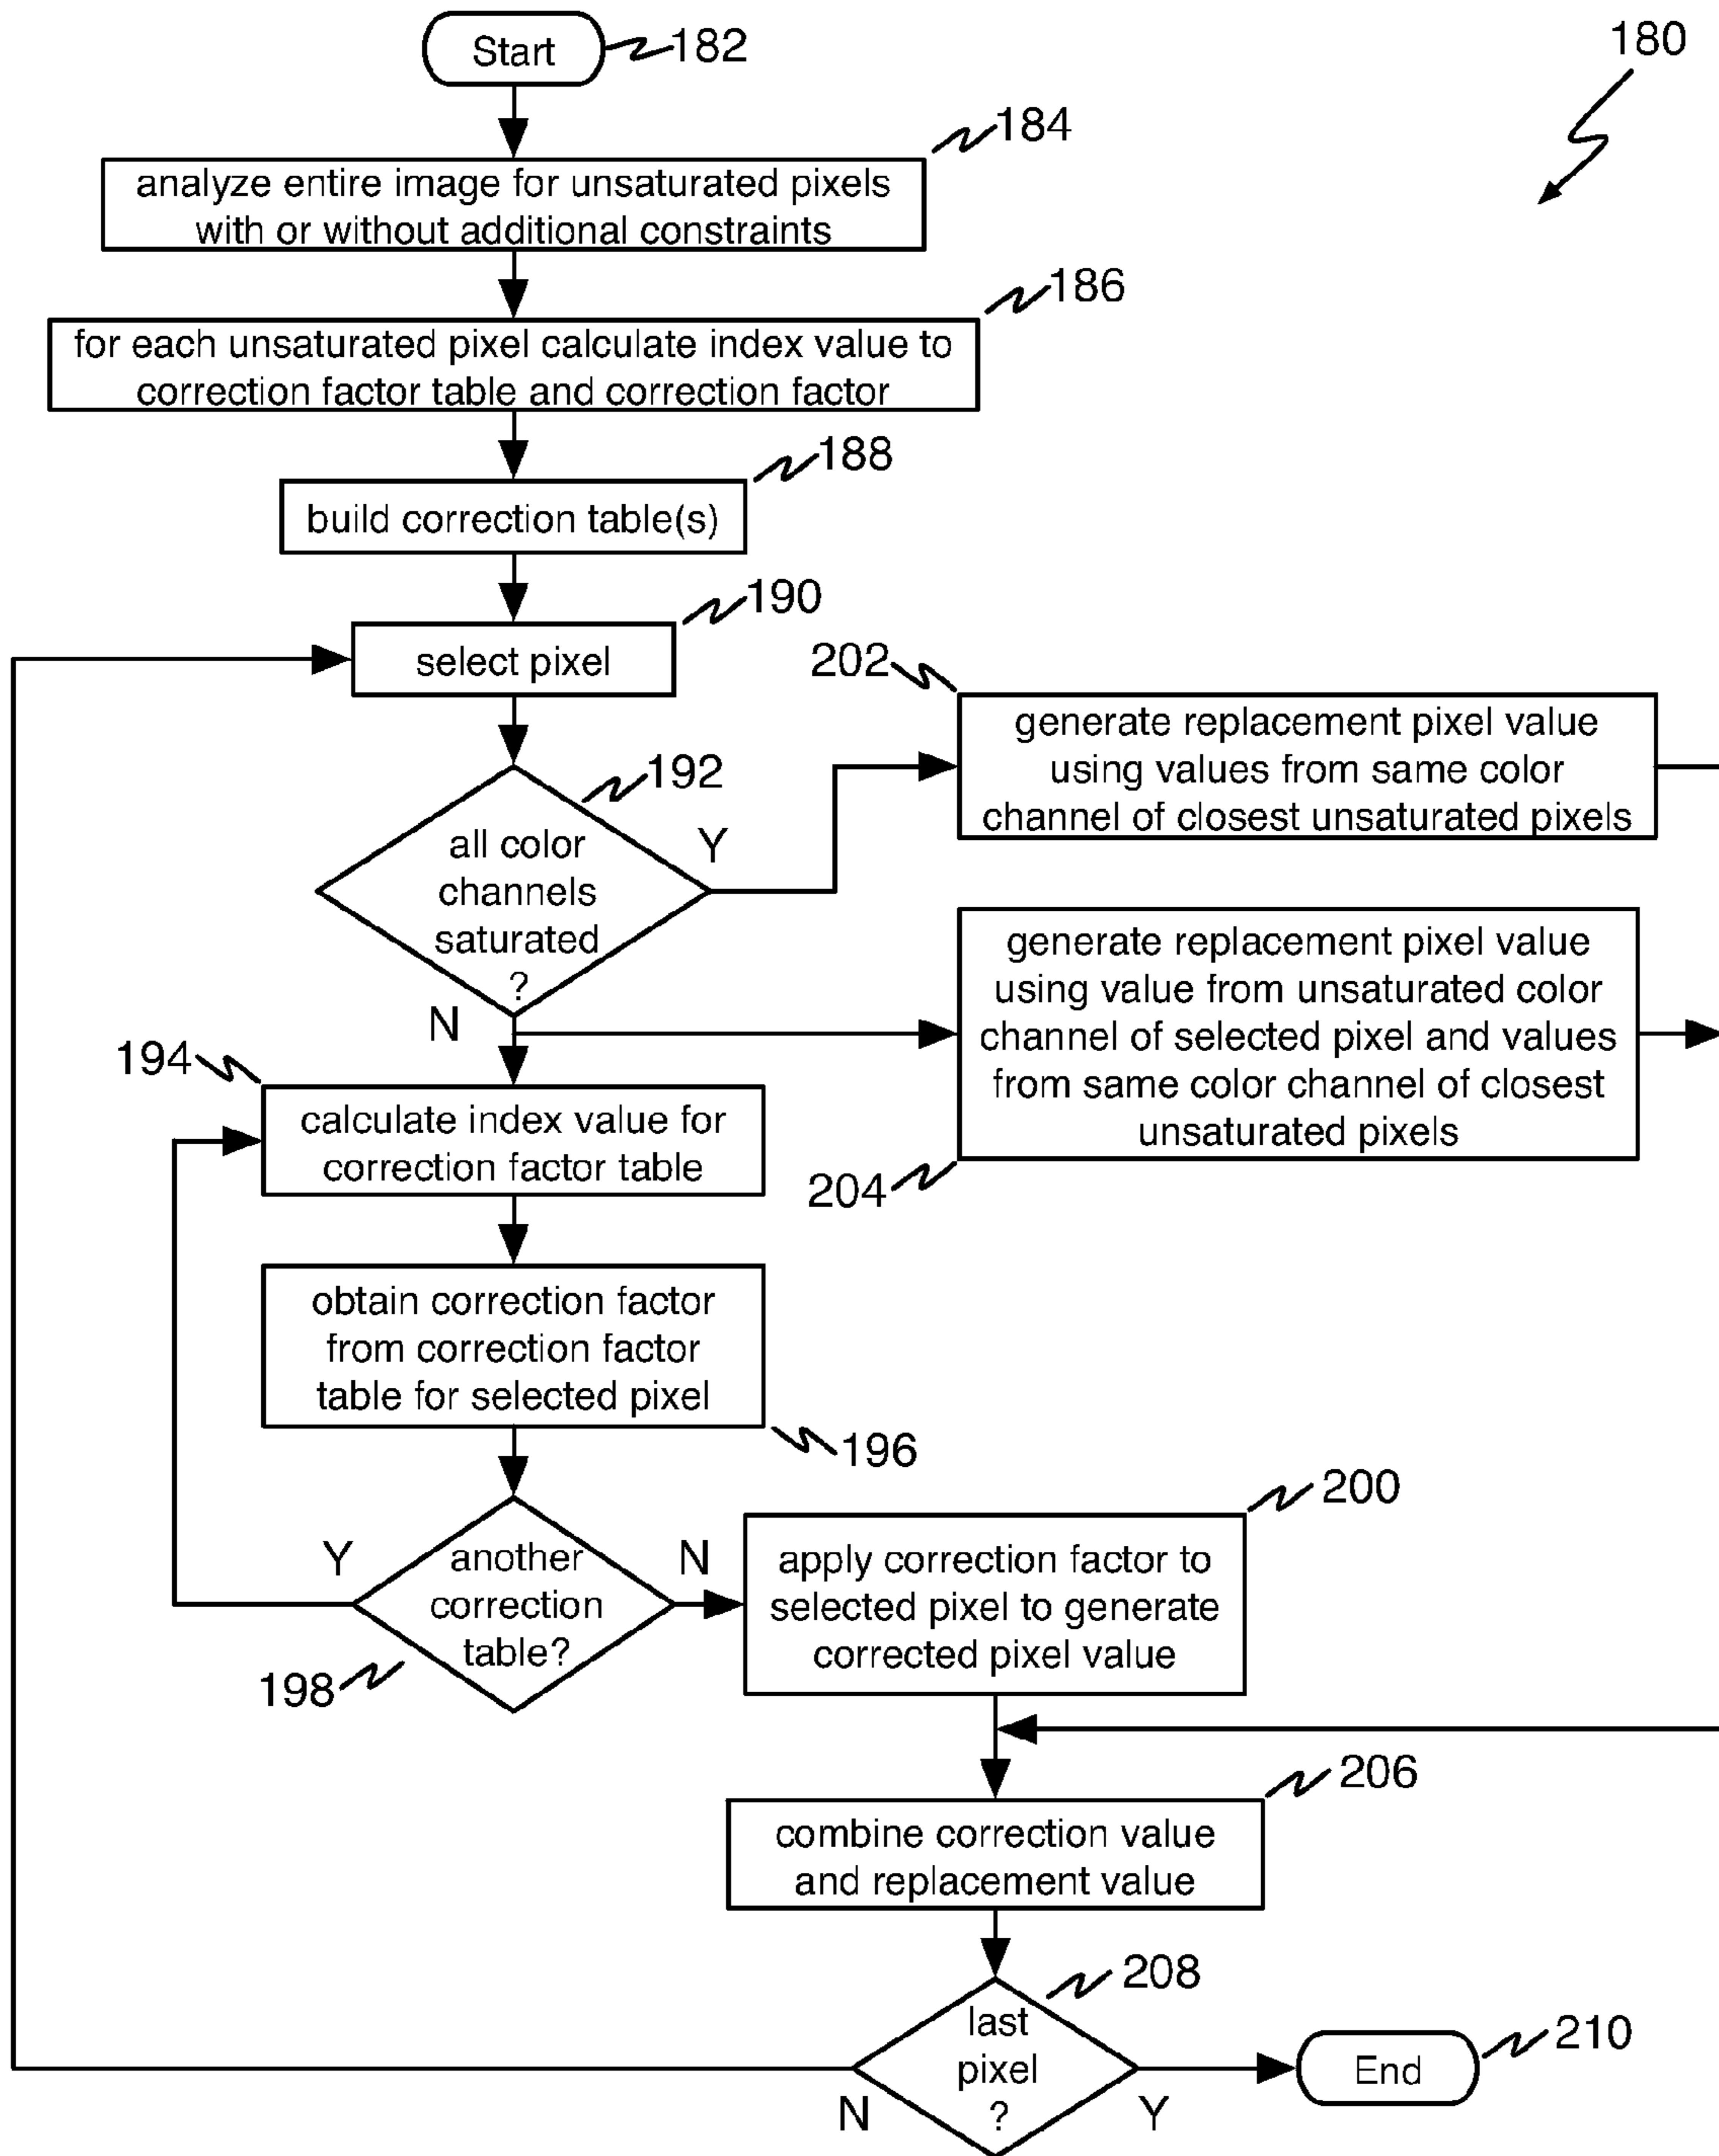 Start
182
180
184
analyze entire image for unsaturated pixels
with or without additional constraints
186
for each unsaturated pixel calculate index value to
correction factor table and correction factor
188
build correction table(s)
190
select pixel
202
generate replacement pixel value
using values from same color
channel of closest unsaturated pixels
192
all color
channels
saturated
?
Y
N
generate replacement pixel value
using value from unsaturated color
channel of selected pixel and values
from same color channel of closest
unsaturated pixels
204
194
calculate index value for
correction factor table
obtain correction factor
from correction factor
table for selected pixel
196
Y
another
correction
table?
N
198
200
apply correction factor to
selected pixel to generate
corrected pixel value
206
combine correction value
and replacement value
208
last
pixel
?
N
Y
End
210